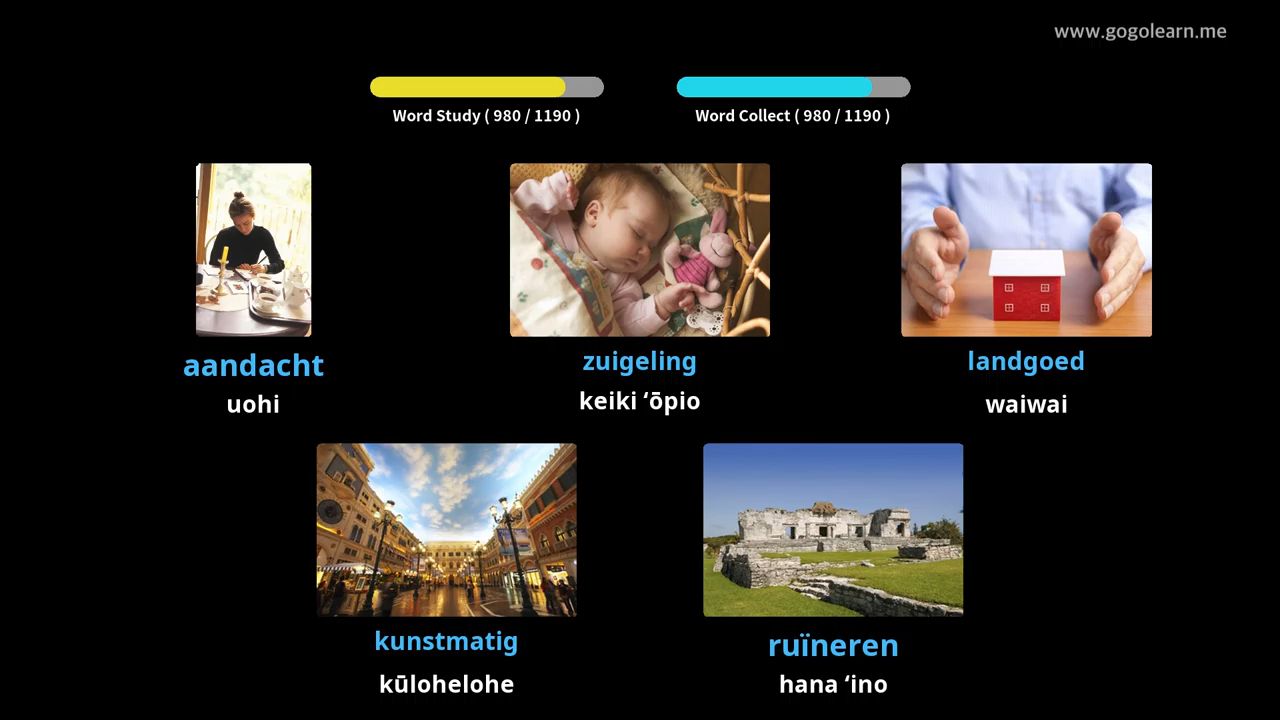 www.gogolearn.me
Word Study ( 980 / 1190 )
Word Collect ( 980 / 1190 )
aandacht
uohi
zuigeling
keiki ʻōpio
landgoed
waiwai
kunstmatig
kūlohelohe
ruïneren
hana ʻino